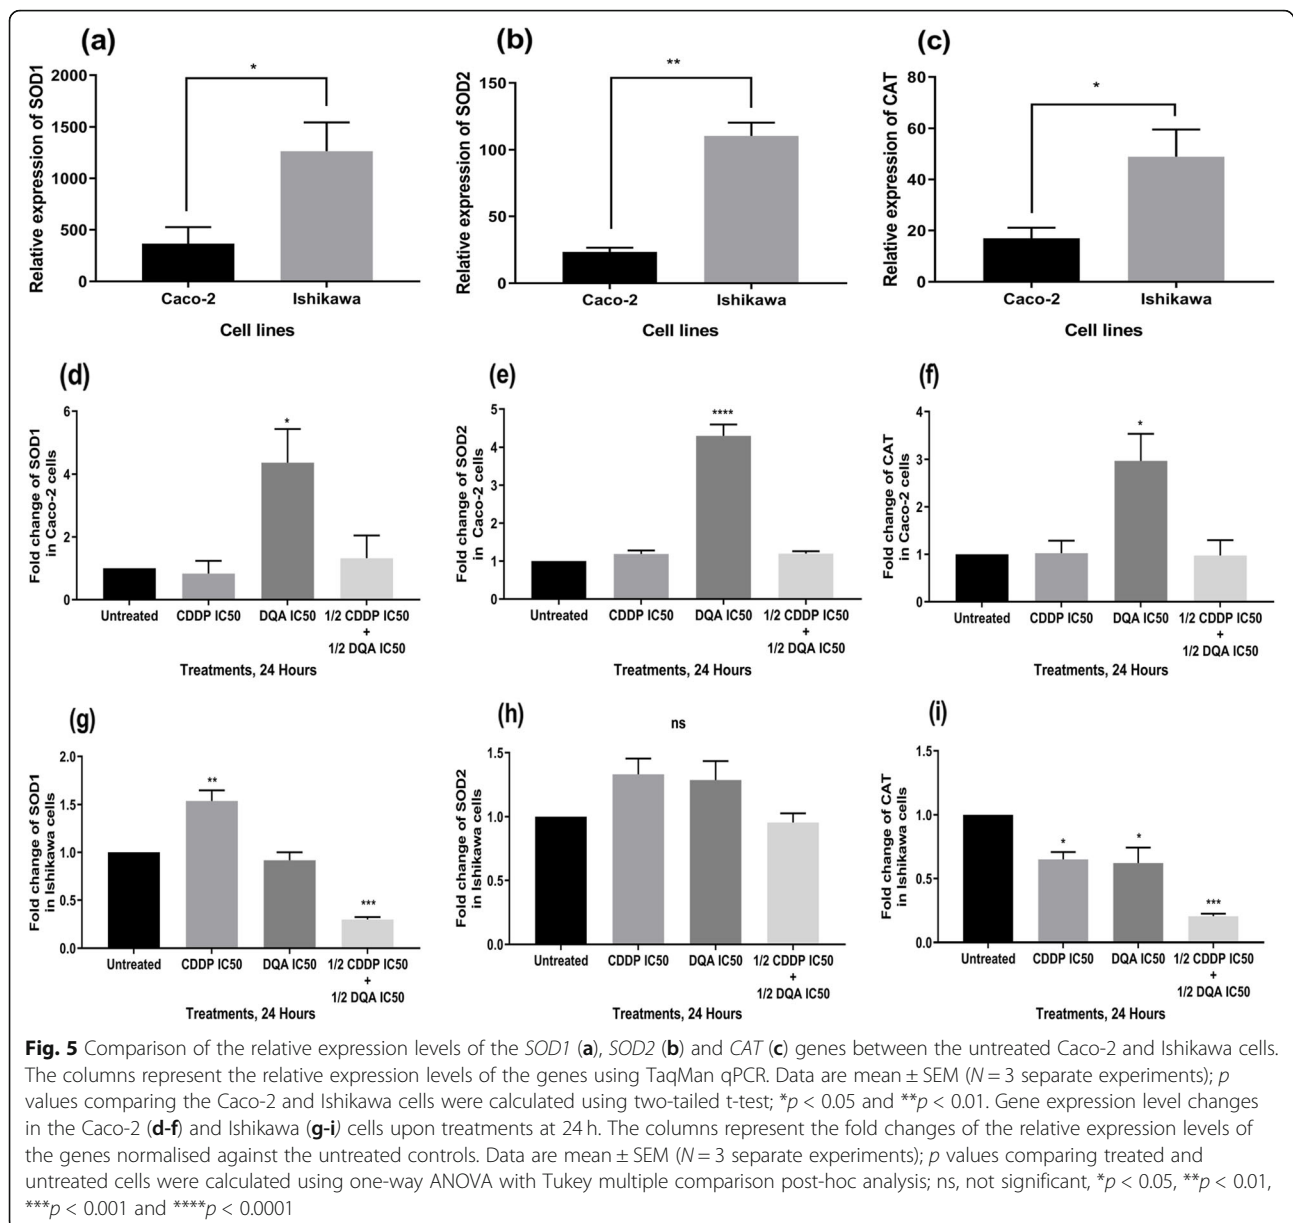 (a)
Relative expression of SOD1
2000
1500
1000
500
0
*
Caco-2 Ishikawa
Cell lines
(b)
Relative expression of SOD2
150
100
50
0
**
Caco-2 Ishikawa
Cell lines
(c)
Relative expression of CAT
80
60
40
20
0
*
Caco-2 Ishikawa
Cell lines
(d)
Fold change of SOD1
in Caco-2 cells
6
4
2
0
*
Untreated CDDP IC50 DQA IC50 1/2 CDDP IC50
+
1/2 DQA IC50
Treatments, 24 Hours
(e)
Fold change of SOD2
in Caco-2 cells
5
4
3
2
1
0
****
Untreated CDDP IC50 DQA IC50 1/2 CDDP IC50
+
1/2 DQA IC50
Treatments, 24 Hours
(f)
Fold change of CAT
in Caco-2 cells
4
3
2
1
0
*
Untreated CDDP IC50 DQA IC50 1/2 CDDP IC50
+
1/2 DQA IC50
Treatments, 24 Hours
(g)
Fold change of SOD1
in Ishikawa cells
2.0
1.5
1.0
0.5
0.0
**
***
Untreated CDDP IC50 DQA IC50 1/2 CDDP IC50
+
1/2 DQA IC50
Treatments, 24 Hours
(h)
Fold change of SOD2
in Ishikawa cells
ns
1.5
1.0
0.5
0.0
Untreated CDDP IC50 DQA IC50 1/2 CDDP IC50
+
1/2 DQA IC50
Treatments, 24 Hours
(i)
Fold change of CAT
in Ishikawa cells
1.5
1.0
0.5
0.0
*
*
***
Untreated CDDP IC50 DQA IC50 1/2 CDDP IC50
+
1/2 DQA IC50
Treatments, 24 Hours
Fig. 5 Comparison of the relative expression levels of the SOD1 (a), SOD2 (b) and CAT (c) genes between the untreated Caco-2 and Ishikawa cells.
The columns represent the relative expression levels of the genes using TaqMan qPCR. Data are mean ± SEM (N = 3 separate experiments); p
values comparing the Caco-2 and Ishikawa cells were calculated using two-tailed t-test; *p < 0.05 and **p < 0.01. Gene expression level changes
in the Caco-2 (d-f) and Ishikawa (g-i) cells upon treatments at 24 h. The columns represent the fold changes of the relative expression levels of
the genes normalised against the untreated controls. Data are mean ± SEM (N = 3 separate experiments); p values comparing treated and
untreated cells were calculated using one-way ANOVA with Tukey multiple comparison post-hoc analysis; ns, not significant, *p < 0.05, **p < 0.01,
***p < 0.001 and ****p < 0.0001